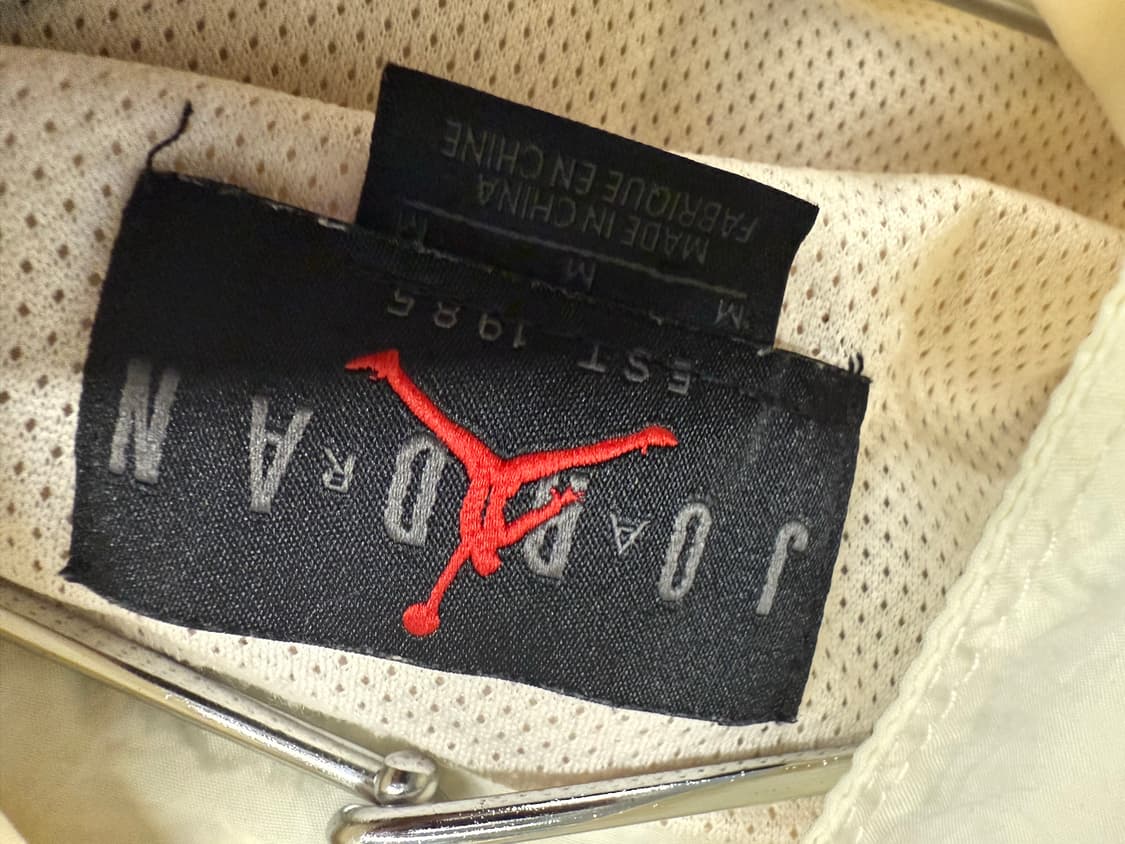 JORDAN
A R
EST 1985
M M M
MADE IN CHINA
FABRIQUE EN CHINE